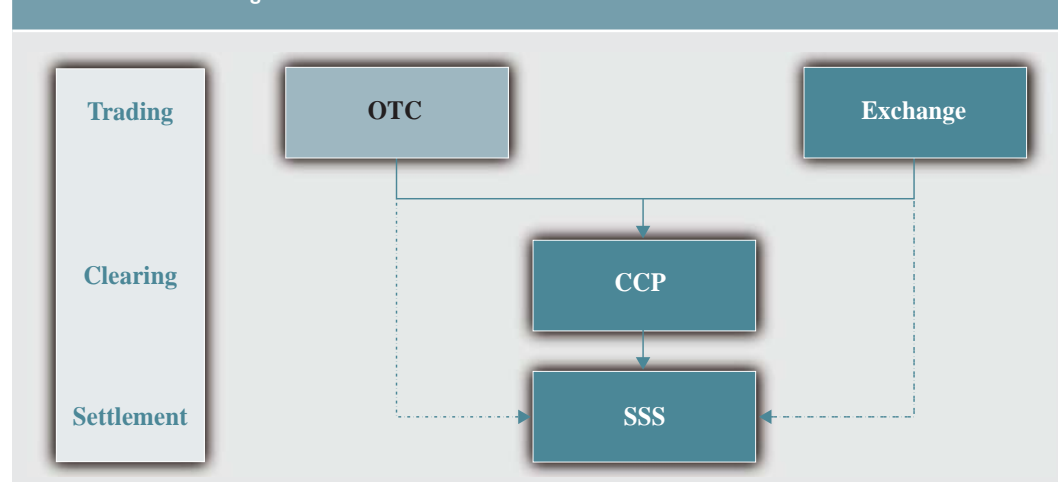 Trading
OTC
Exchange
Clearing
CCP
Settlement
SSS